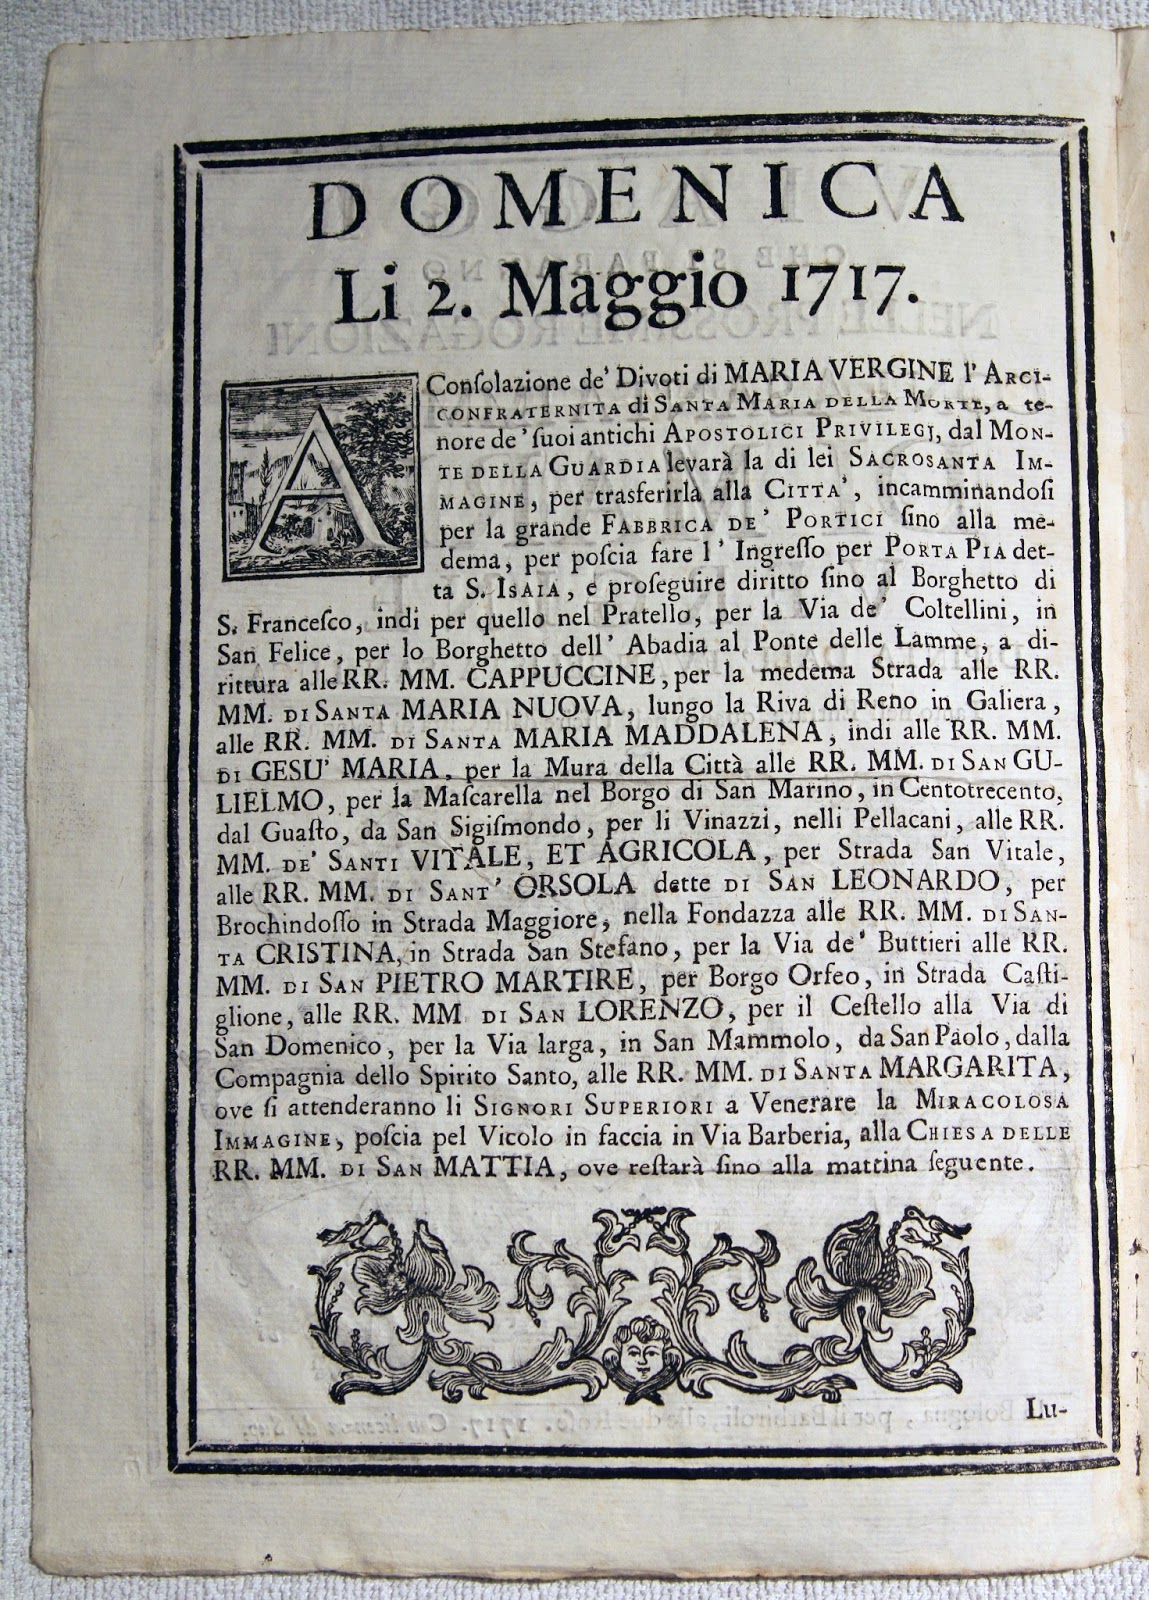 DOMENICA
Li 2. Maggio 1717.
A Conſolazione de' Divoti di MARIA VERGINE l' ARCI-
CONFRATERNITA di SANTA MARIA DELLA MORTE, a te-
nore de' ſuoi antichi APOSTOLICI PRIVILEGJ, dal MON-
TE DELLA GUARDIA levarà la di lei SACROSANTA IM-
MAGINE, per trasferirla alla CITTA', incamminandoſi
per la grande FABBRICA DE' PORTICI ſino alla me-
dema, per poſcia fare l' Ingreſſo per PORTA PIA det-
ta S. ISAIA, e proſeguire diritto ſino al Borghetto di
S. Franceſco, indi per quello nel Pratello, per la Via de' Coltellini, in
San Felice, per lo Borghetto dell' Abadia al Ponte delle Lamme, a di-
rittura alle RR. MM. CAPPUCCINE, per la medema Strada alle RR.
MM. DI SANTA MARIA NUOVA, lungo la Riva di Reno in Galiera,
alle RR. MM. DI SANTA MARIA MADDALENA, indi alle RR. MM.
DI GESU' MARIA, per la Mura della Città alle RR. MM. DI SAN GU-
LIELMO, per la Maſcarella nel Borgo di San Marino, in Centotrecento,
dal Guaſto, da San Sigiſmondo, per li Vinazzi, nelli Pellacani, alle RR.
MM. DE' SANTI VITALE, ET AGRICOLA, per Strada San Vitale,
alle RR. MM. DI SANT' ORSOLA dette DI SAN LEONARDO, per
Brochindoſſo in Strada Maggiore, nella Fondazza alle RR. MM. DI SAN-
TA CRISTINA, in Strada San Stefano, per la Via de' Buttieri alle RR.
MM. DI SAN PIETRO MARTIRE, per Borgo Orfeo, in Strada Caſti-
glione, alle RR. MM DI SAN LORENZO, per il Ceſtello alla Via di
San Domenico, per la Via larga, in San Mammolo, da San Paolo, dalla
Compagnia dello Spirito Santo, alle RR. MM. DI SANTA MARGARITA,
ove ſi attenderanno li SIGNORI SUPERIORI a Venerare la MIRACOLOSA
IMMAGINE, poſcia pel Vicolo in faccia in Via Barberia, alla CHIESA DELLE
RR. MM. DI SAN MATTIA, ove reſtarà ſino alla mattina ſeguente.
Lu-